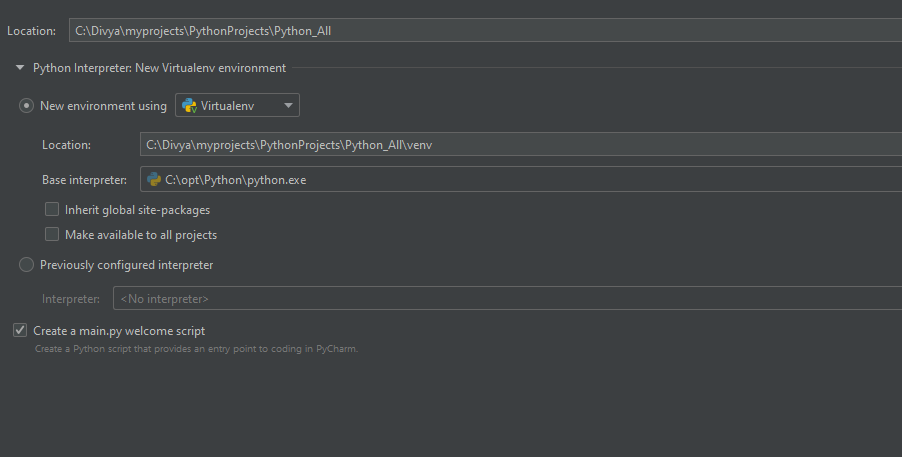 Location: C:\Divya\myprojects\PythonProjects\Python_All
Python Interpreter: New Virtualenv environment
New environment using Virtualenv
Location: C:\Divya\myprojects\PythonProjects\Python_All\venv
Base interpreter: C:\opt\Python\python.exe
Inherit global site-packages
Make available to all projects
Previously configured interpreter
Interpreter: <No interpreter>
Create a main.py welcome script
Create a Python script that provides an entry point to coding in PyCharm.